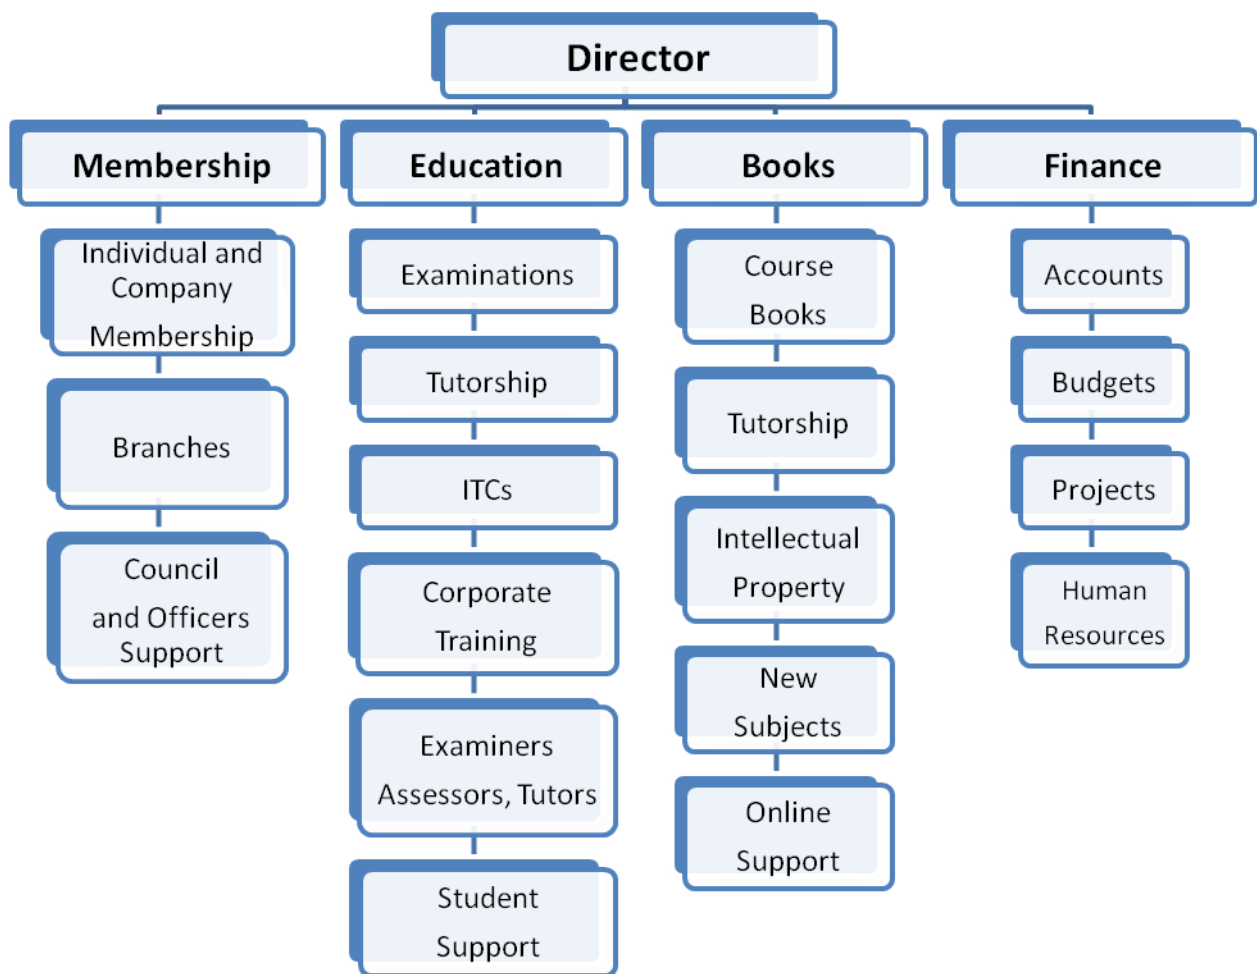 Director
Membership
Education
Books
Finance
Individual and
Company
Membership
Branches
Council
and Officers
Support
Examinations
Tutorship
ITCs
Corporate
Training
Examiners
Assessors, Tutors
Student
Support
Course
Books
Tutorship
Intellectual
Property
New
Subjects
Online
Support
Accounts
Budgets
Projects
Human
Resources